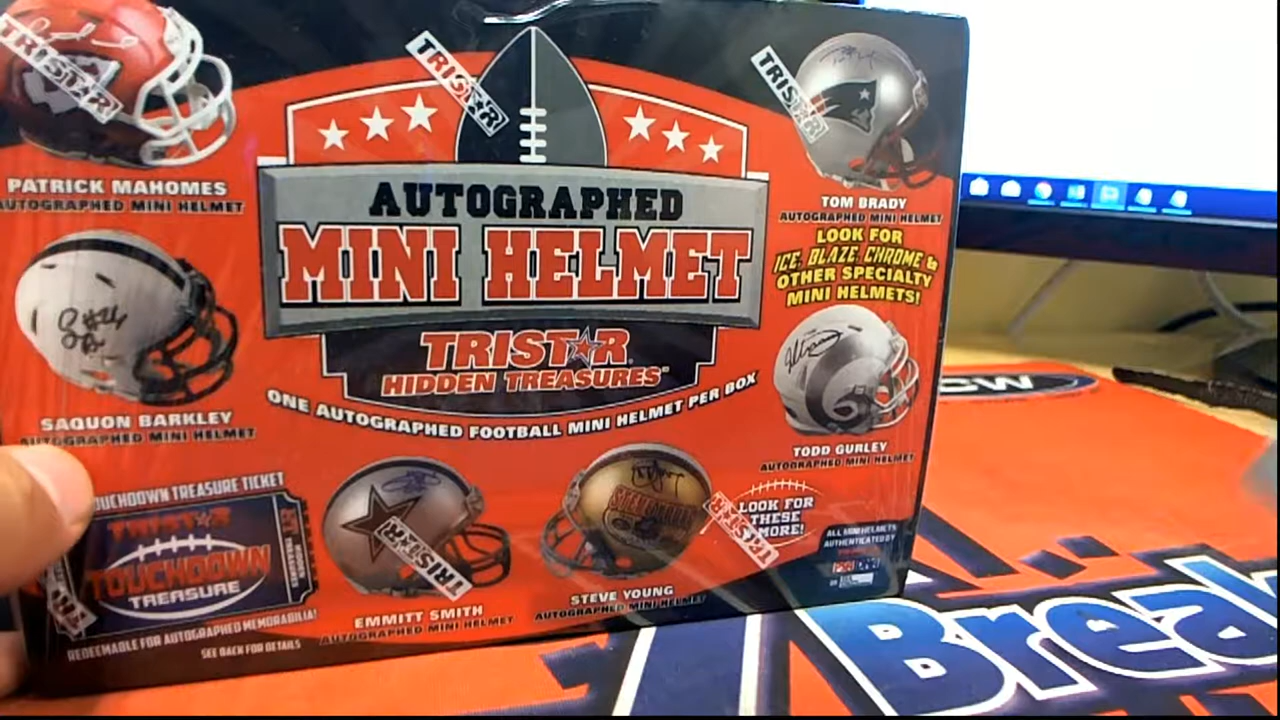 TRISTAR
PATRICK MAHOMES
AUTOGRAPHED MINI HELMET
TRISTAR
TRISTAR
TOM BRADY
AUTOGRAPHED MINI HELMET
AUTOGRAPHED
MINI HELMET
TRISTAR
HIDDEN TREASURES
ONE AUTOGRAPHED FOOTBALL MINI HELMET PER BOX
LOOK FOR
ICE, BLAZE, CHROME &
OTHER SPECIALTY
MINI HELMETS!
SAQUON BARKLEY
AUTOGRAPHED MINI HELMET
TODD GURLEY
AUTOGRAPHED MINI HELMET
TOUCHDOWN TREASURE TICKET
TRISTAR
TOUCHDOWN
TREASURE
REDEEMABLE FOR AUTOGRAPHED MEMORABILIA!
SEE BACK FOR DETAILS
TRISTAR
EMMITT SMITH
AUTOGRAPHED MINI HELMET
STEVE YOUNG
AUTOGRAPHED MINI HELMET
TRISTAR
LOOK FOR
THESE
& MORE!
ALL MINI HELMETS
AUTHENTICATED BY
Break